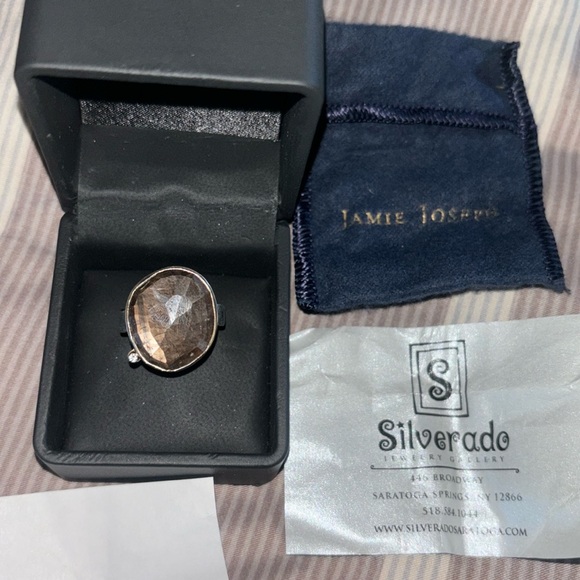 JAMIE JOSEPH
S
Silverado
JEWELRY GALLERY
446 BROADWAY
SARATOGA SPRINGS, NY 12866
518.584.1044
WWW.SILVERADOSARATOGA.COM